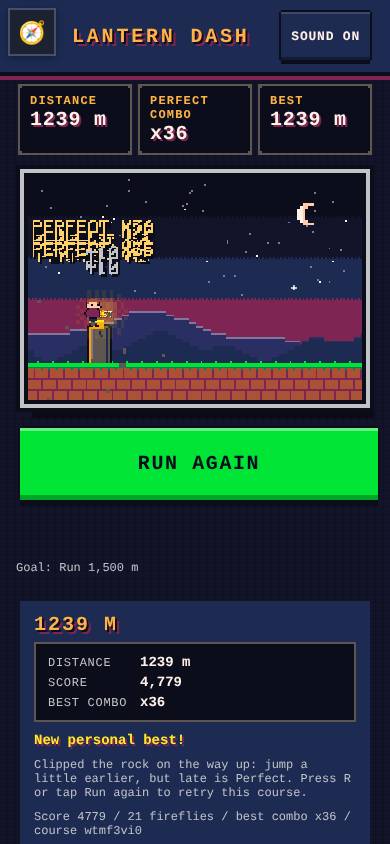 LANTERN DASH
SOUND ON
DISTANCE
1239 m
PERFECT
COMBO
x36
BEST
1239 m
PERFECT X36
RUN AGAIN
Goal: Run 1,500 m
1239 M
DISTANCE 1239 m
SCORE 4,779
BEST COMBO x36
New personal best!
Clipped the rock on the way up: jump a
little earlier, but late is Perfect. Press R
or tap Run again to retry this course.
Score 4779 / 21 fireflies / best combo x36 /
course wtmf3vi0